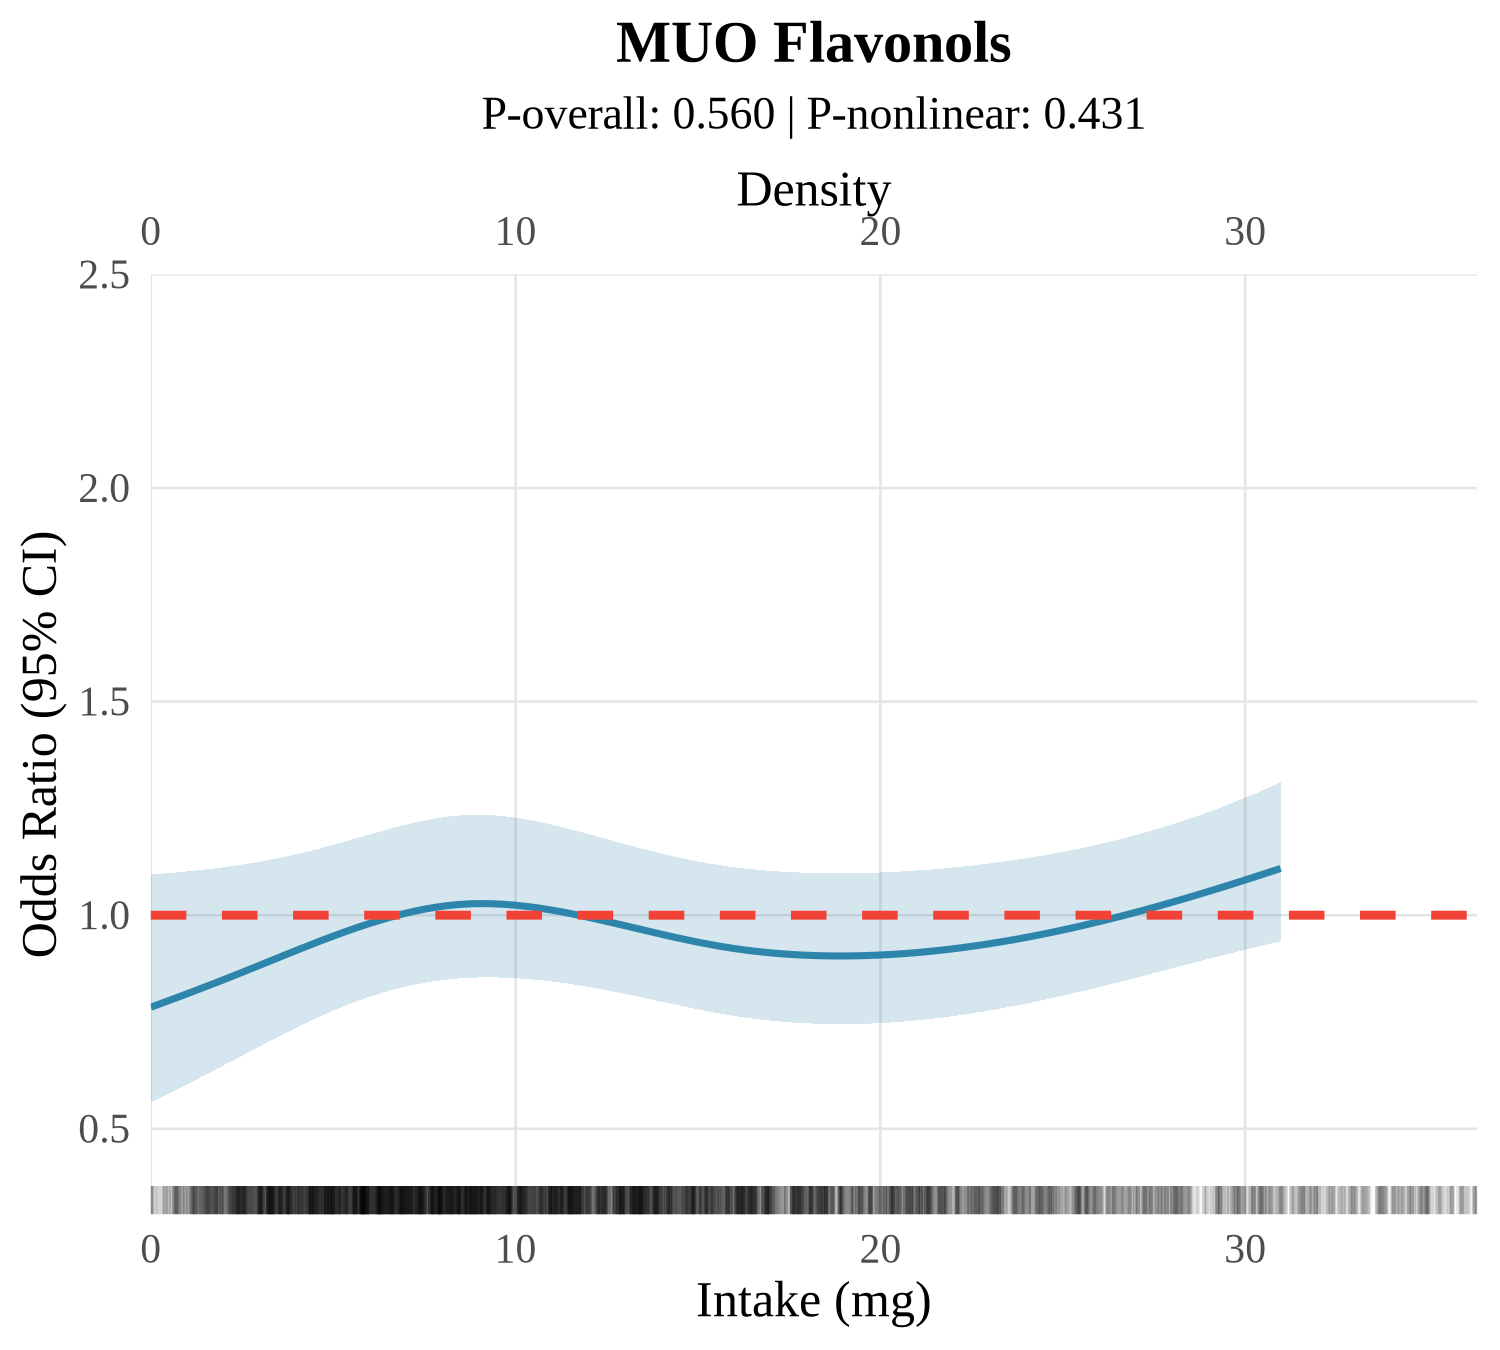 MUO Flavonols
P-overall: 0.560 | P-nonlinear: 0.431
Density
0 10 20 30
2.5
2.0
1.5
1.0
0.5
Odds Ratio (95% CI)
0 10 20 30
Intake (mg)